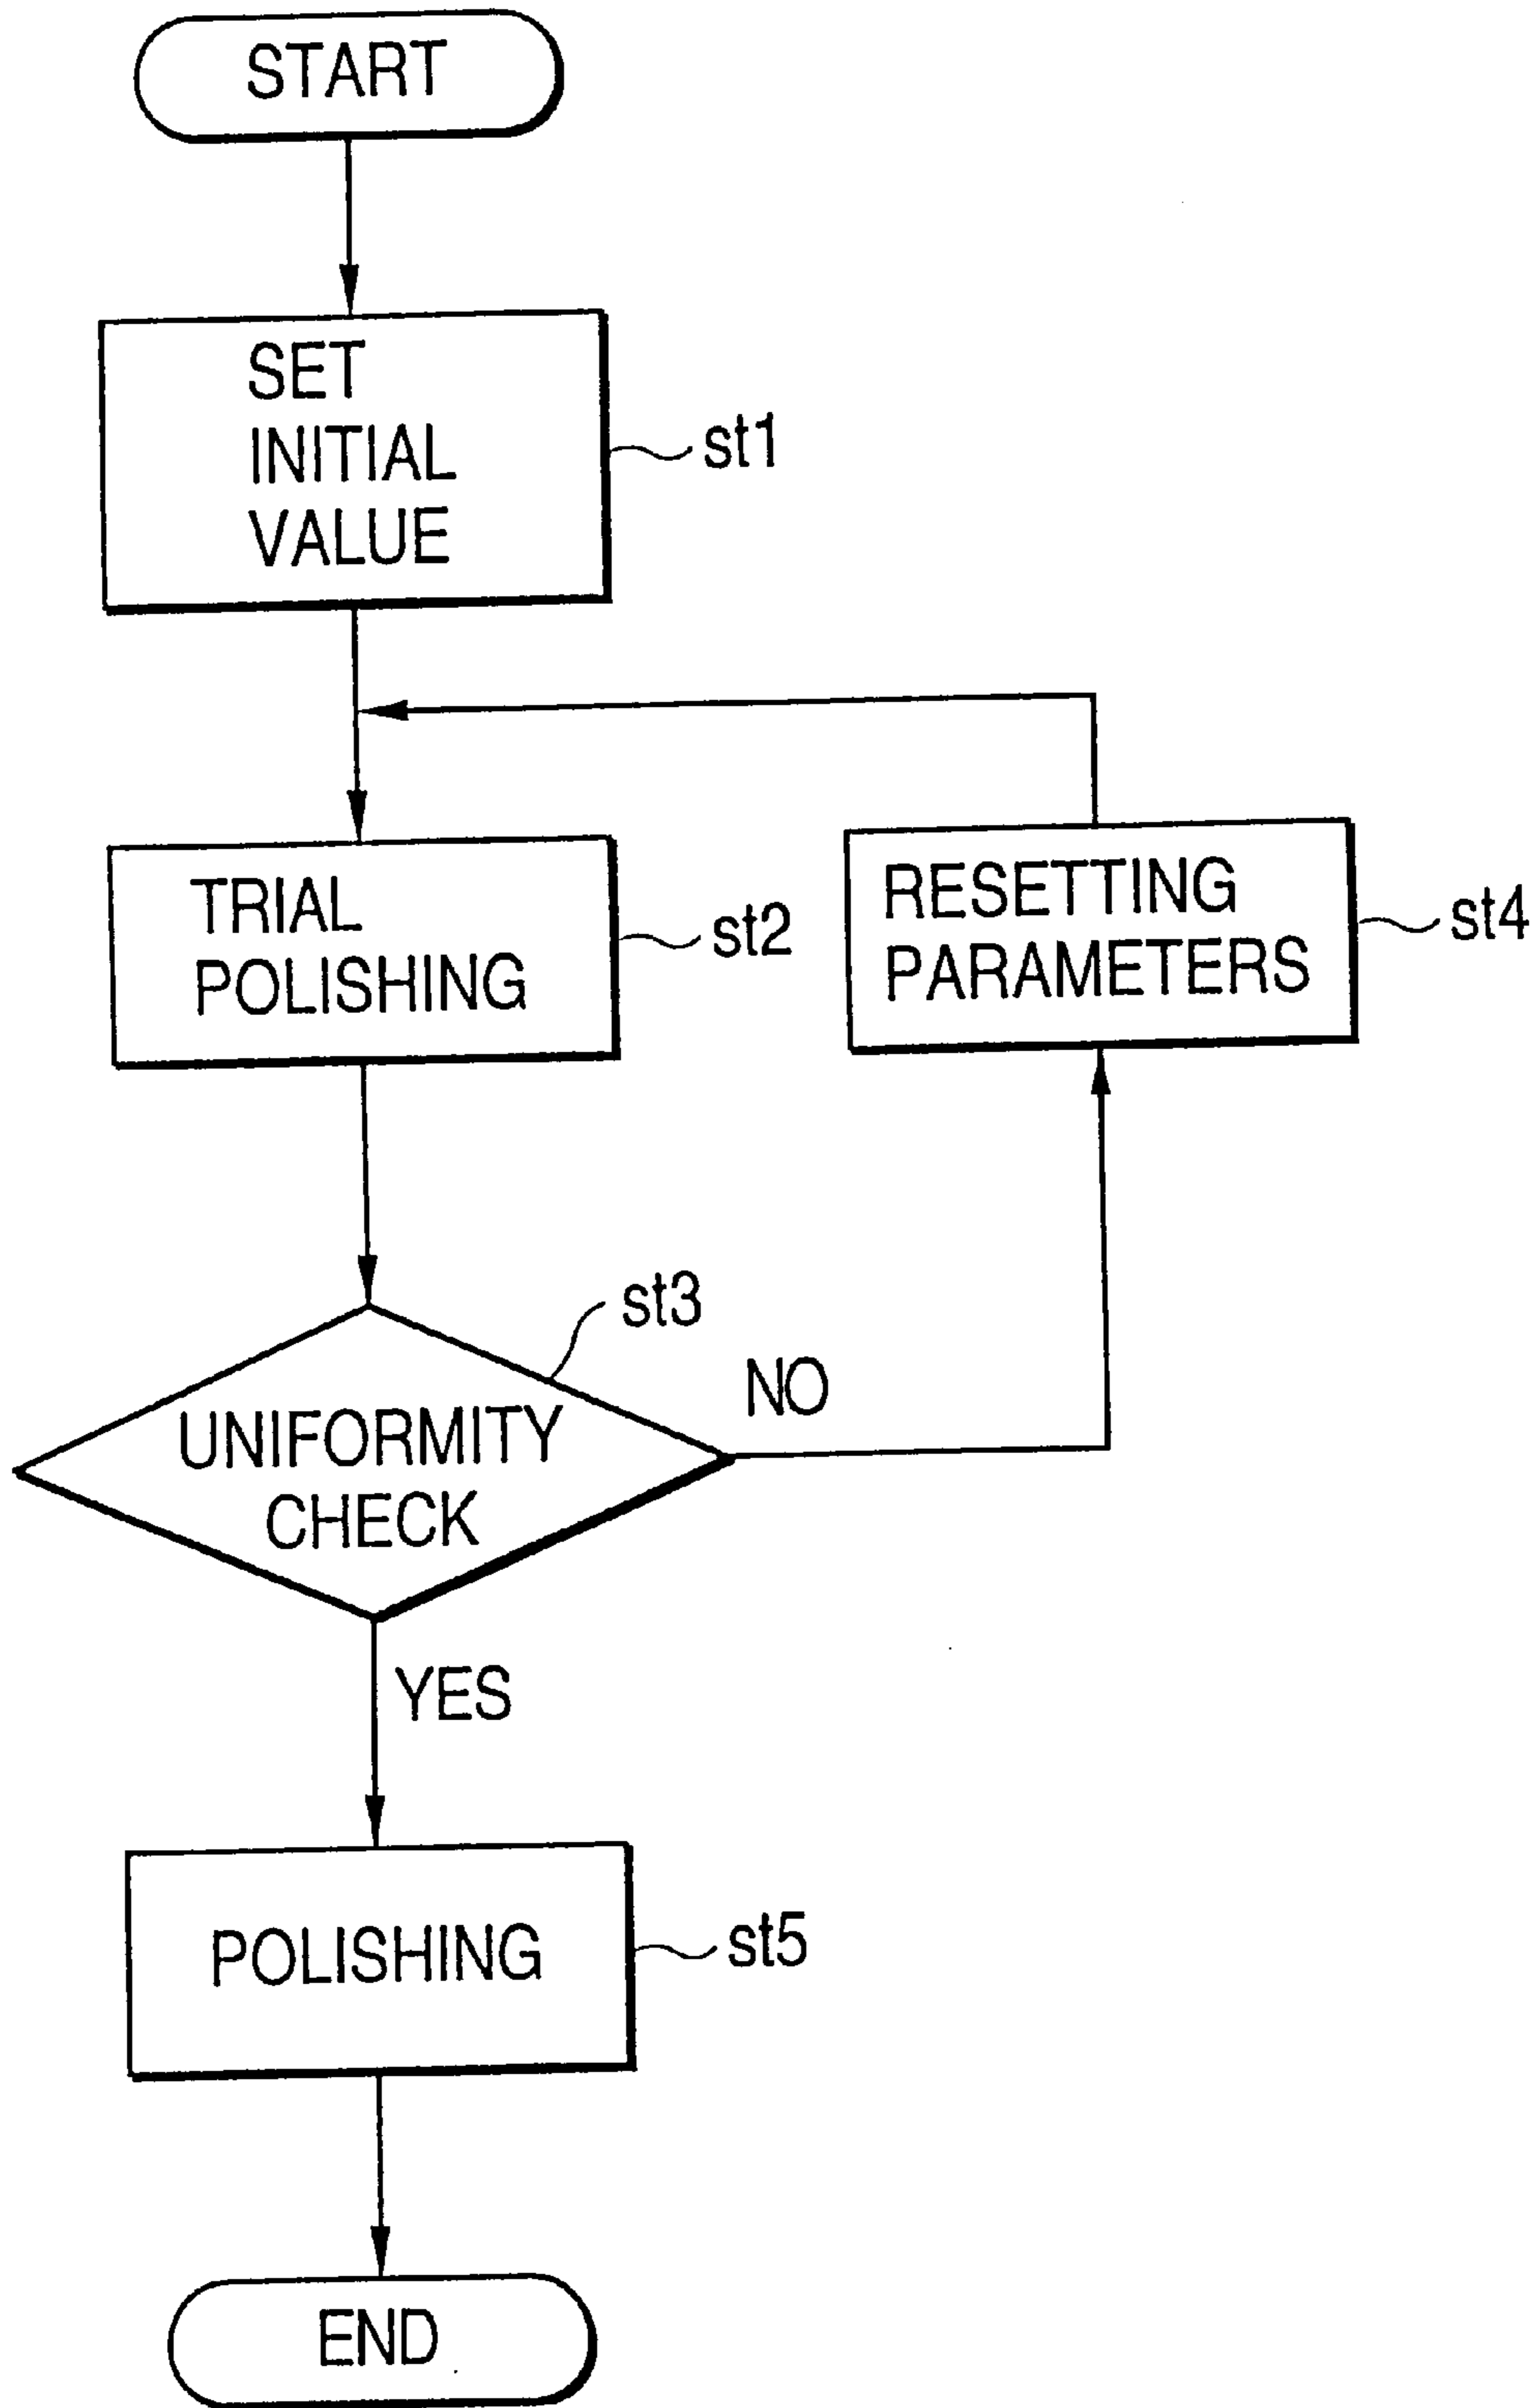 START
SET
INITIAL
VALUE
st1
TRIAL
POLISHING
st2
RESETTING
PARAMETERS
st4
st3
UNIFORMITY
CHECK
NO
YES
POLISHING
st5
END